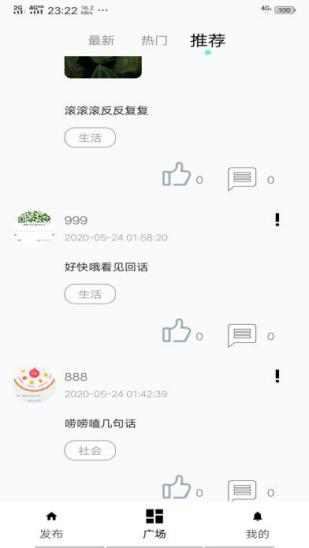 2G 4G 23:22 16.2 KB/s 4G 100
最新 热门 推荐
滚滚滚反反复复
生活
0 0
999
2020-05-24 01:58:20
好快哦看见回话
生活
0 0
888
2020-05-24 01:42:39
唠唠嗑几句话
社会
0 0
发布 广场 我的